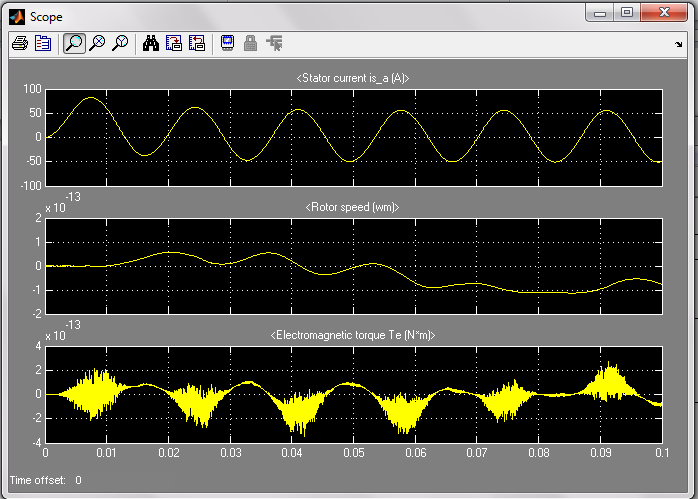 Scope
<Stator current is_a (A)>
100
50
0
-50
-100
x 10 -13
<Rotor speed (wm)>
2
1
0
-1
-2
x 10 -13
<Electromagnetic torque Te (N*m)>
4
2
0
-2
-4
0 0.01 0.02 0.03 0.04 0.05 0.06 0.07 0.08 0.09 0.1
Time offset: 0